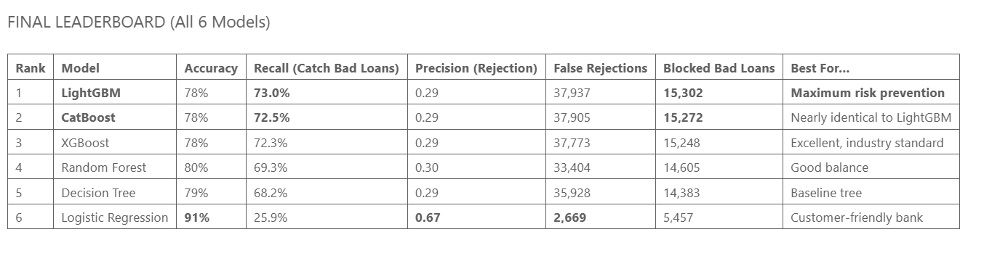 FINAL LEADERBOARD (All 6 Models)
Rank Model Accuracy Recall (Catch Bad Loans) Precision (Rejection) False Rejections Blocked Bad Loans Best For...
1 LightGBM 78% 73.0% 0.29 37,937 15,302 Maximum risk prevention
2 CatBoost 78% 72.5% 0.29 37,905 15,272 Nearly identical to LightGBM
3 XGBoost 78% 72.3% 0.29 37,773 15,248 Excellent, industry standard
4 Random Forest 80% 69.3% 0.30 33,404 14,605 Good balance
5 Decision Tree 79% 68.2% 0.29 35,928 14,383 Baseline tree
6 Logistic Regression 91% 25.9% 0.67 2,669 5,457 Customer-friendly bank